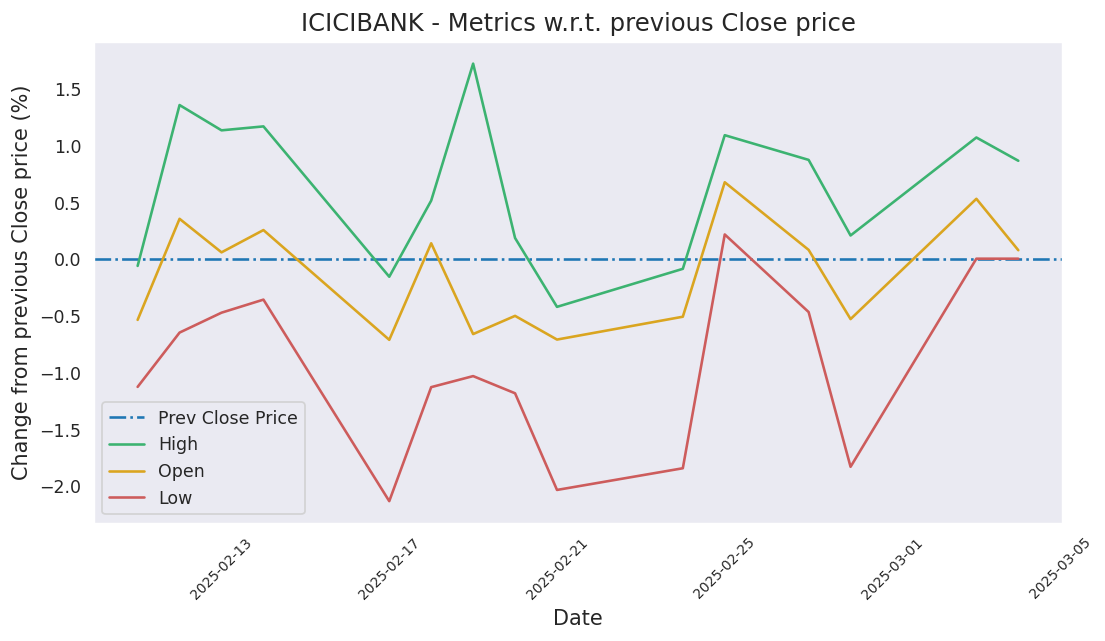 ICICIBANK - Metrics w.r.t. previous Close price
Change from previous Close price (%)
1.5
1.0
0.5
0.0
−0.5
−1.0
−1.5
−2.0
Prev Close Price
High
Open
Low
2025-02-13
2025-02-17
2025-02-21
2025-02-25
2025-03-01
2025-03-05
Date